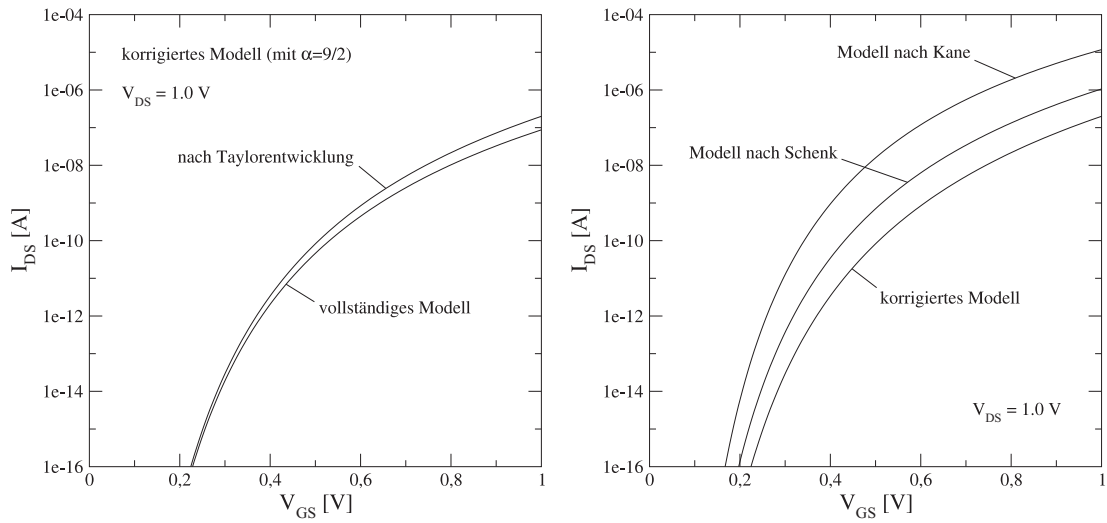 korrigiertes Modell (mit α=9/2)
V_DS = 1.0 V
nach Taylorentwicklung
vollständiges Modell
I_DS [A]
1e-04
1e-06
1e-08
1e-10
1e-12
1e-14
1e-16
0
0,2
0,4
0,6
0,8
1
V_GS [V]
Modell nach Kane
Modell nach Schenk
korrigiertes Modell
V_DS = 1.0 V
I_DS [A]
1e-04
1e-06
1e-08
1e-10
1e-12
1e-14
1e-16
0
0,2
0,4
0,6
0,8
1
V_GS [V]